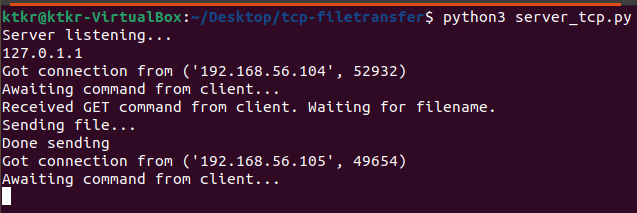 ktkr@ktkr-VirtualBox:~/Desktop/tcp-filetransfer$ python3 server_tcp.py
Server listening...
127.0.1.1
Got connection from ('192.168.56.104', 52932)
Awaiting command from client...
Received GET command from client. Waiting for filename.
Sending file...
Done sending
Got connection from ('192.168.56.105', 49654)
Awaiting command from client...